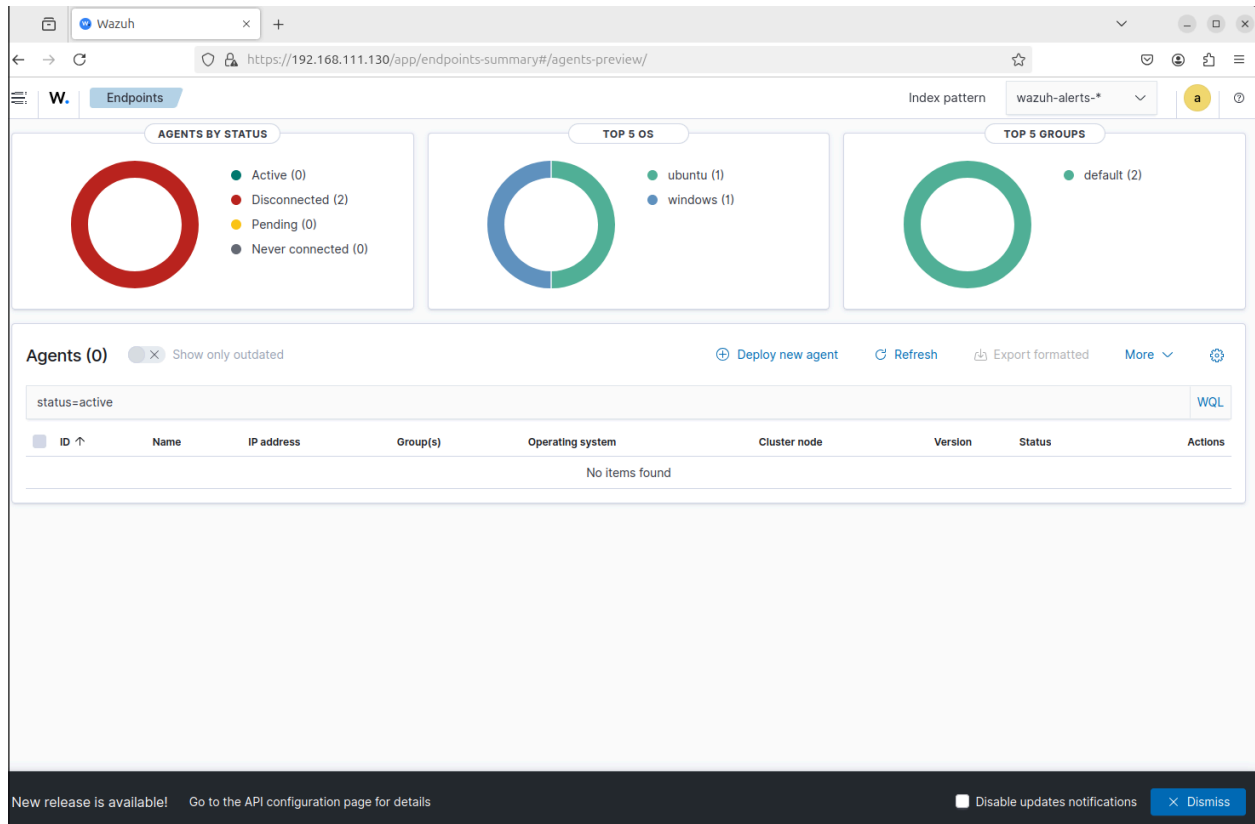 Wazuh
https://192.168.111.130/app/endpoints-summary#/agents-preview/
W. Endpoints Index pattern wazuh-alerts-* a
AGENTS BY STATUS
Active (0)
Disconnected (2)
Pending (0)
Never connected (0)
TOP 5 OS
ubuntu (1)
windows (1)
TOP 5 GROUPS
default (2)
Agents (0) Show only outdated Deploy new agent Refresh Export formatted More
status=active WQL
ID Name IP address Group(s) Operating system Cluster node Version Status Actions
No items found
New release is available! Go to the API configuration page for details Disable updates notifications Dismiss